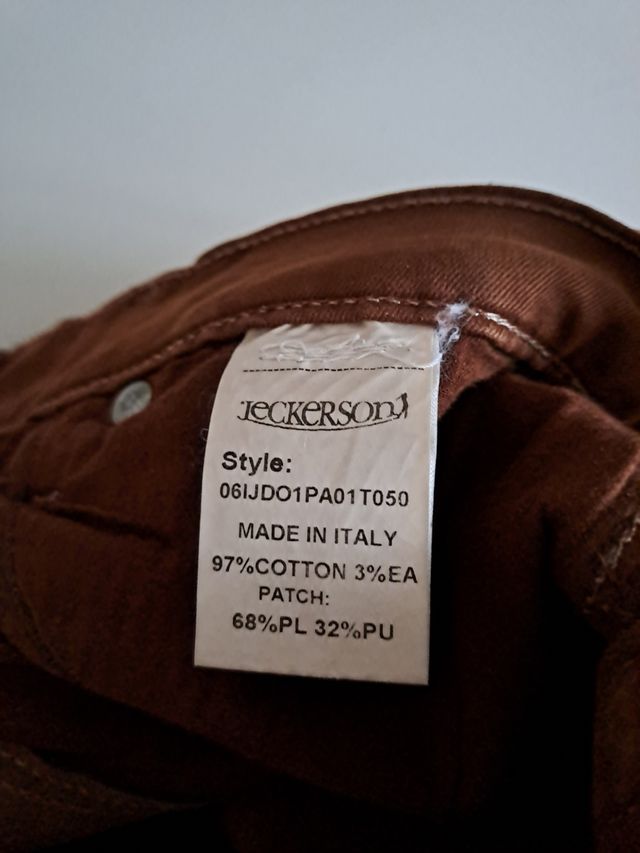 JECKERSON
Style:
06IJDO1PA01T050
MADE IN ITALY
97%COTTON 3%EA
PATCH:
68%PL 32%PU